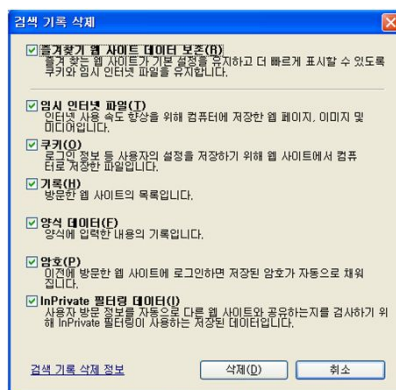 검색 기록 삭제
즐겨찾기 웹 사이트 데이터 보존(R)
즐겨 찾는 웹 사이트가 기본 설정을 유지하고 더 빠르게 표시할 수 있도록
쿠키와 임시 인터넷 파일을 유지합니다.
임시 인터넷 파일(T)
인터넷 사용 속도 향상을 위해 컴퓨터에 저장한 웹 페이지, 이미지 및
미디어입니다.
쿠키(O)
로그인 정보 등 사용자의 설정을 저장하기 위해 웹 사이트에서 컴퓨
터로 저장한 파일입니다.
기록(H)
방문한 웹 사이트의 목록입니다.
양식 데이터(F)
양식에 입력한 내용의 기록입니다.
암호(P)
이전에 방문한 웹 사이트에 로그인하면 저장된 암호가 자동으로 채워
집니다.
InPrivate 필터링 데이터(I)
사용자 방문 정보를 자동으로 다른 웹 사이트와 공유하는지를 검사하기 위
해 InPrivate 필터링이 사용하는 저장된 데이터입니다.
검색 기록 삭제 정보
삭제(D)
취소